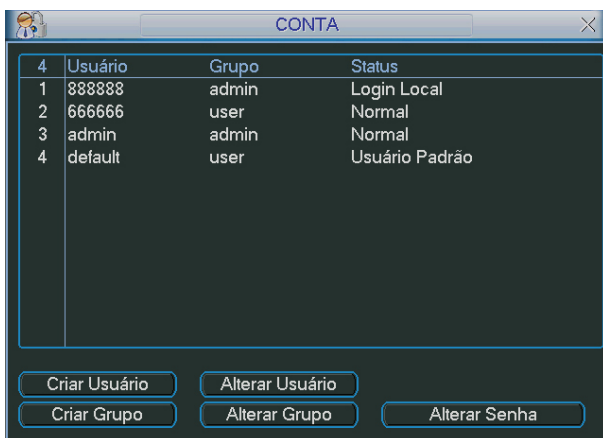 CONTA
4 Usuário Grupo Status
1 888888 admin Login Local
2 666666 user Normal
3 admin admin Normal
4 default user Usuário Padrão
Criar Usuário Alterar Usuário
Criar Grupo Alterar Grupo Alterar Senha